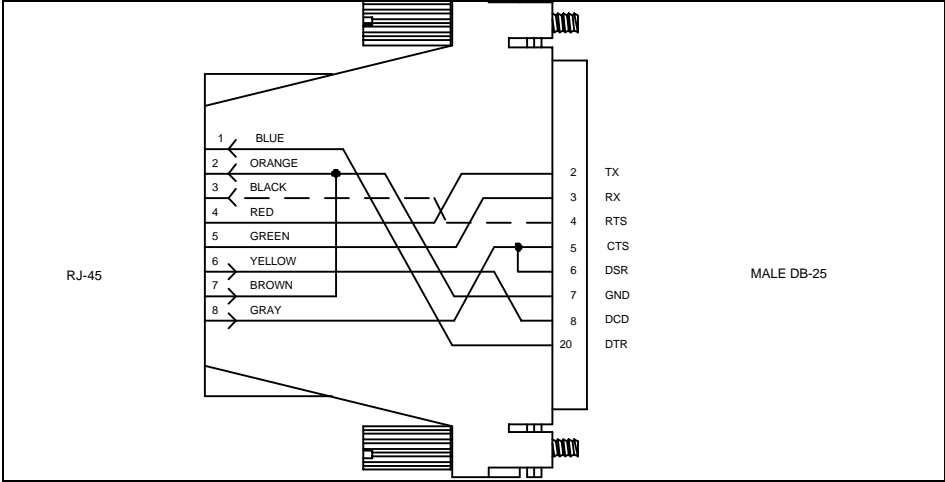 1 BLUE
2 ORANGE
3 BLACK
4 RED
5 GREEN
6 YELLOW
7 BROWN
8 GRAY
RJ-45
2 TX
3 RX
4 RTS
5 CTS
6 DSR
7 GND
8 DCD
20 DTR
MALE DB-25